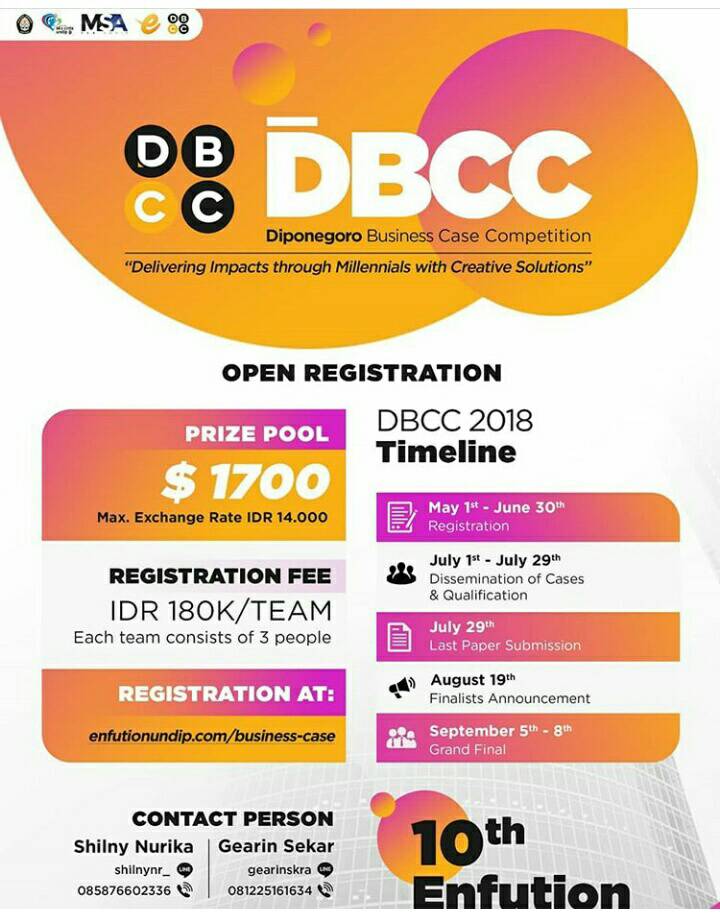 MSA
e
D B
C C
DBCC
Diponegoro Business Case Competition
“Delivering Impacts through Millennials with Creative Solutions”
OPEN REGISTRATION
PRIZE POOL
$ 1700
Max. Exchange Rate IDR 14.000
REGISTRATION FEE
IDR 180K/TEAM
Each team consists of 3 people
REGISTRATION AT:
enfutionundip.com/business-case
DBCC 2018
Timeline
May 1st - June 30th
Registration
July 1st - July 29th
Dissemination of Cases
& Qualification
July 29th
Last Paper Submission
August 19th
Finalists Announcement
September 5th - 8th
Grand Final
CONTACT PERSON
Shilny Nurika
shilnynr_
085876602336
Gearin Sekar
gearinskra
081225161634
10th
Enfution